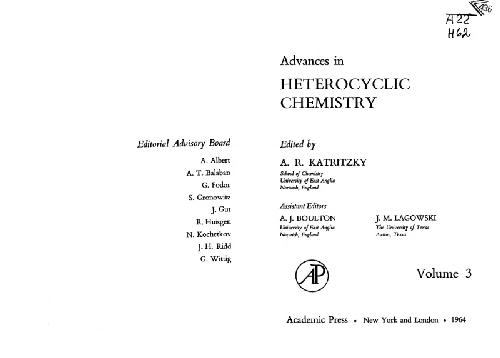 A22
H62
Editorial Advisory Board
A. Albert
A. T. Balaban
G. Fodor
S. Gronowitz
J. Gut
R. Huisgen
N. Kochetkov
J. H. Ridd
G. Wittig
Advances in
HETEROCYCLIC
CHEMISTRY
Edited by
A. R. KATRITZKY
School of Chemistry
University of East Anglia
Norwich, England
Assistant Editors
A. J. BOULTON
University of East Anglia
Norwich, England
J. M. LAGOWSKI
The University of Texas
Austin, Texas
AP
Volume 3
Academic Press • New York and London • 1964